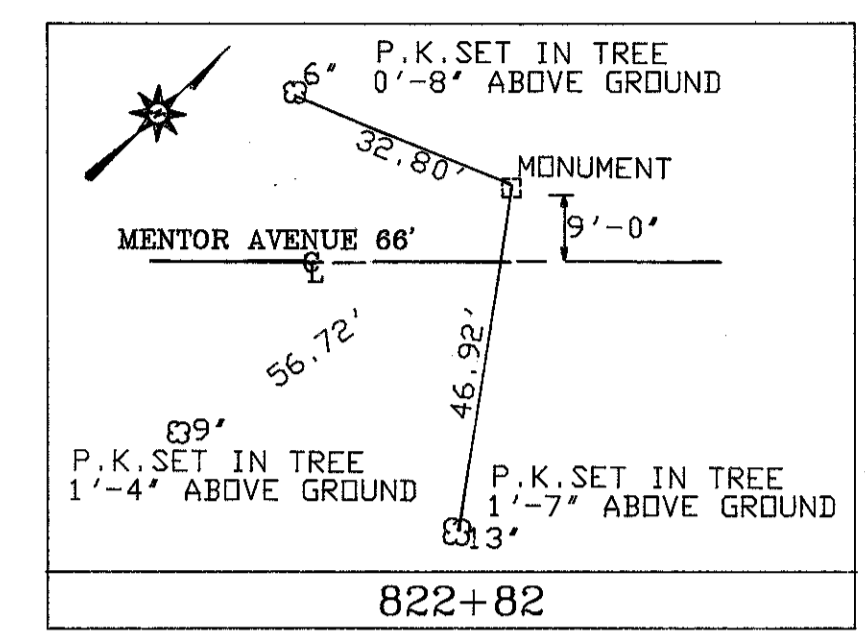 P.K.SET IN TREE
0'-8" ABOVE GROUND
6"
32.80'
MONUMENT
9'-0"
MENTOR AVENUE 66'
CL
56.72'
46.92'
9"
P.K.SET IN TREE
1'-4" ABOVE GROUND
P.K.SET IN TREE
1'-7" ABOVE GROUND
13"
822+82